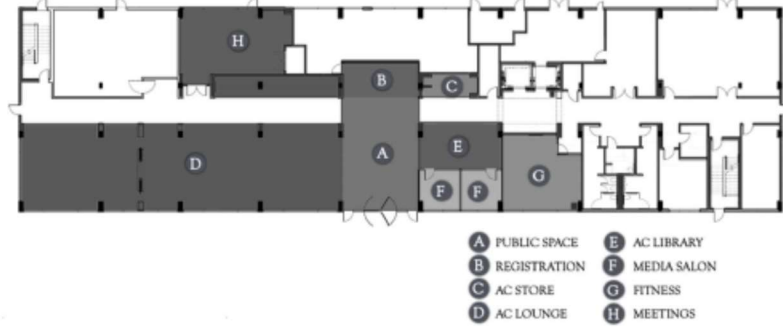 H
B
C
A
E
D
F
F
G
A PUBLIC SPACE
B REGISTRATION
C AC STORE
D AC LOUNGE
E AC LIBRARY
F MEDIA SALON
G FITNESS
H MEETINGS